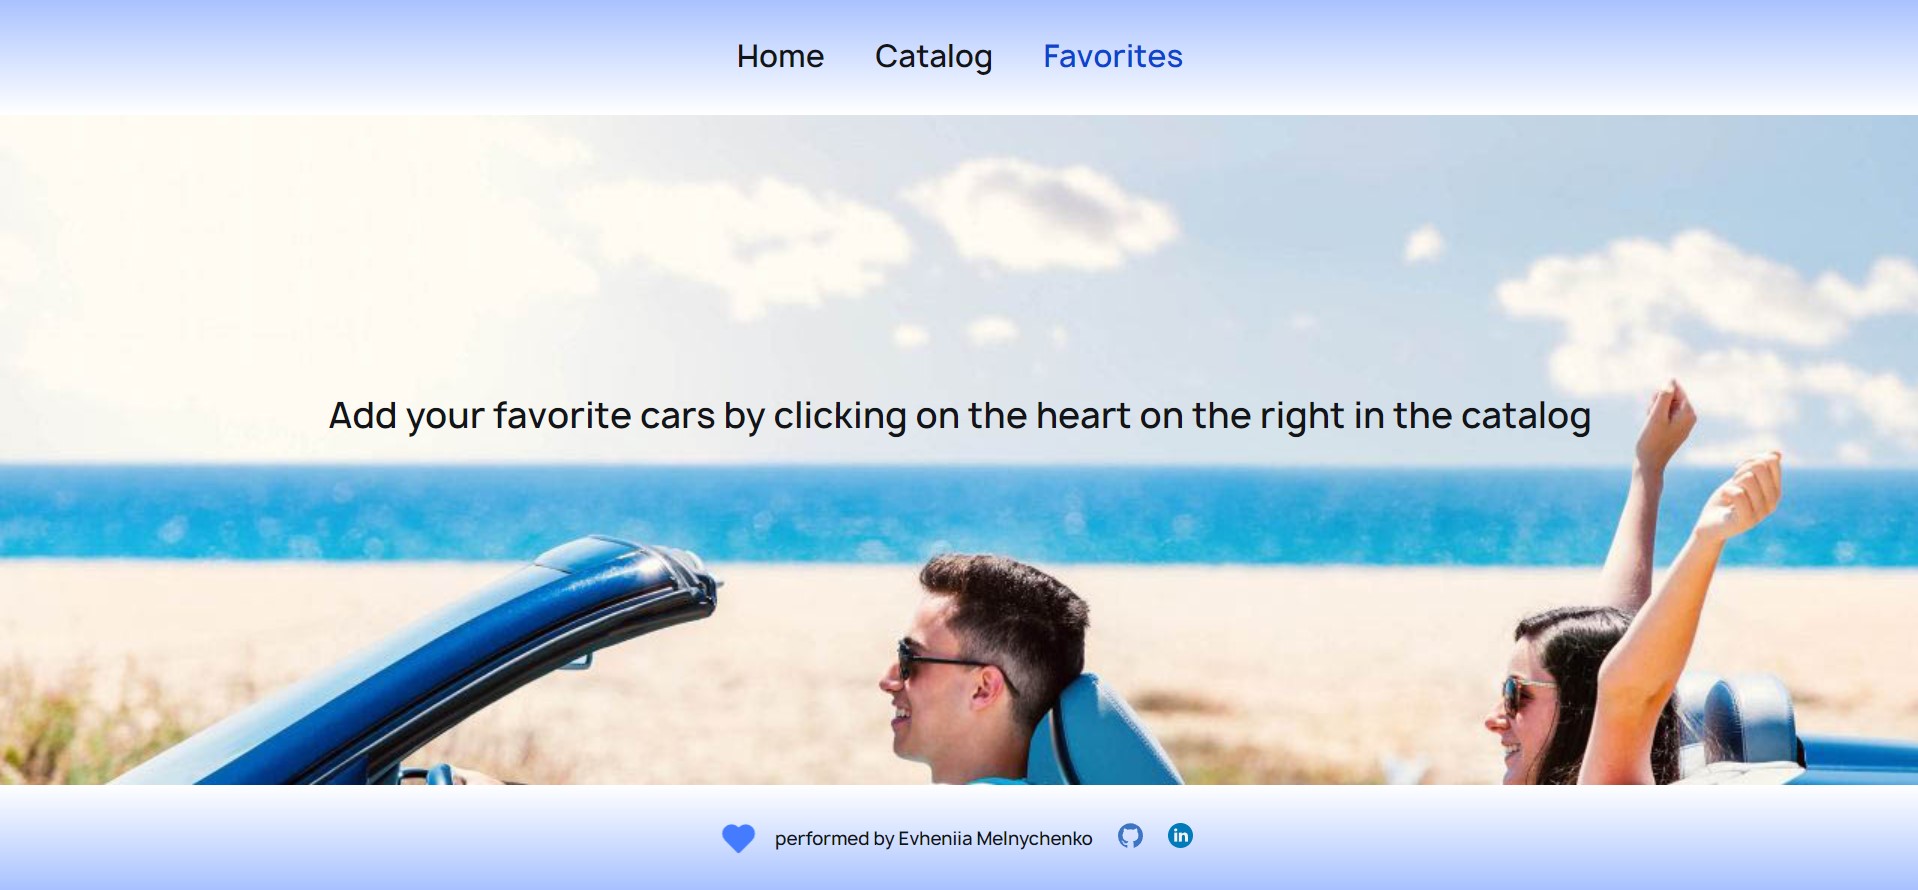 Home Catalog Favorites
Add your favorite cars by clicking on the heart on the right in the catalog
performed by Evheniia Melnychenko in